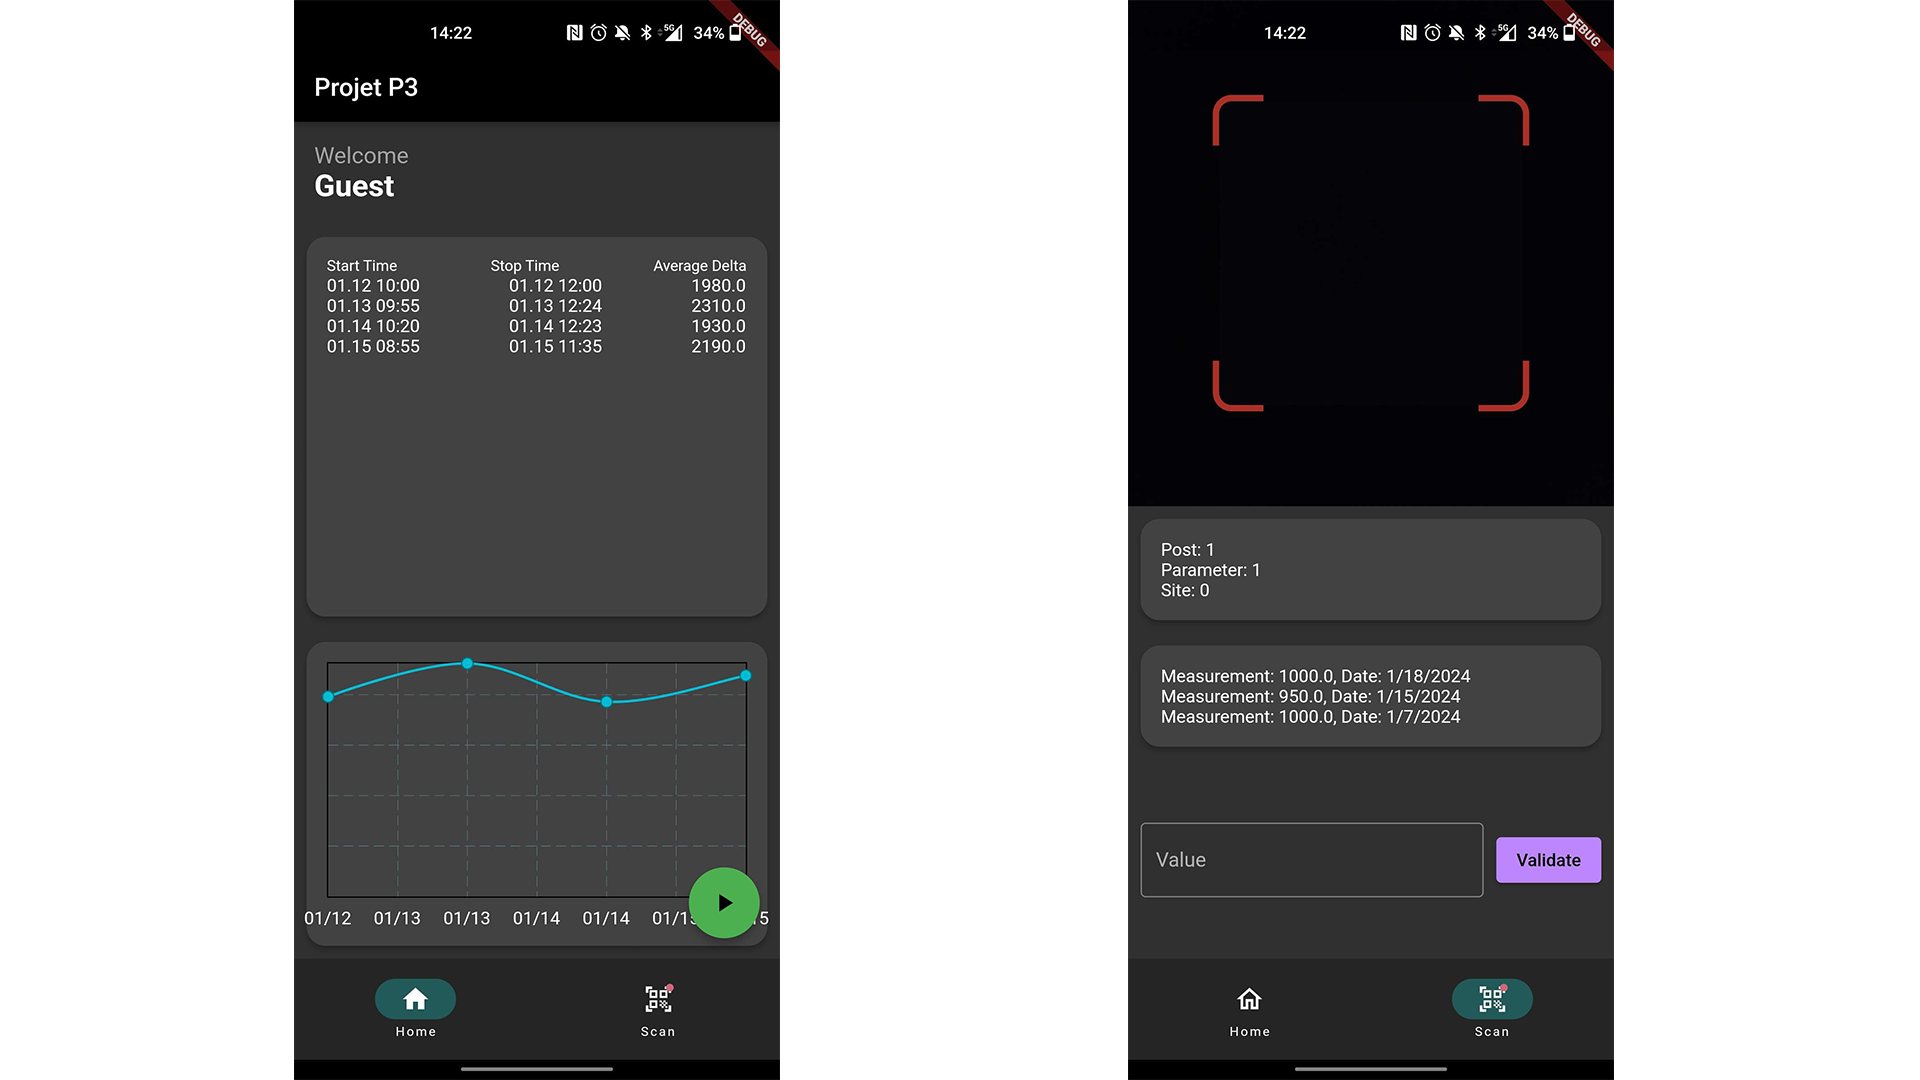 14:22 5G 34% DEBUG
Projet P3
Welcome
Guest
Start Time Stop Time Average Delta
01.12 10:00 01.12 12:00 1980.0
01.13 09:55 01.13 12:24 2310.0
01.14 10:20 01.14 12:23 1930.0
01.15 08:55 01.15 11:35 2190.0
01/12 01/13 01/13 01/14 01/14
Home Scan
14:22 5G 34% DEBUG
Post: 1
Parameter: 1
Site: 0
Measurement: 1000.0, Date: 1/18/2024
Measurement: 950.0, Date: 1/15/2024
Measurement: 1000.0, Date: 1/7/2024
Value Validate
Home Scan